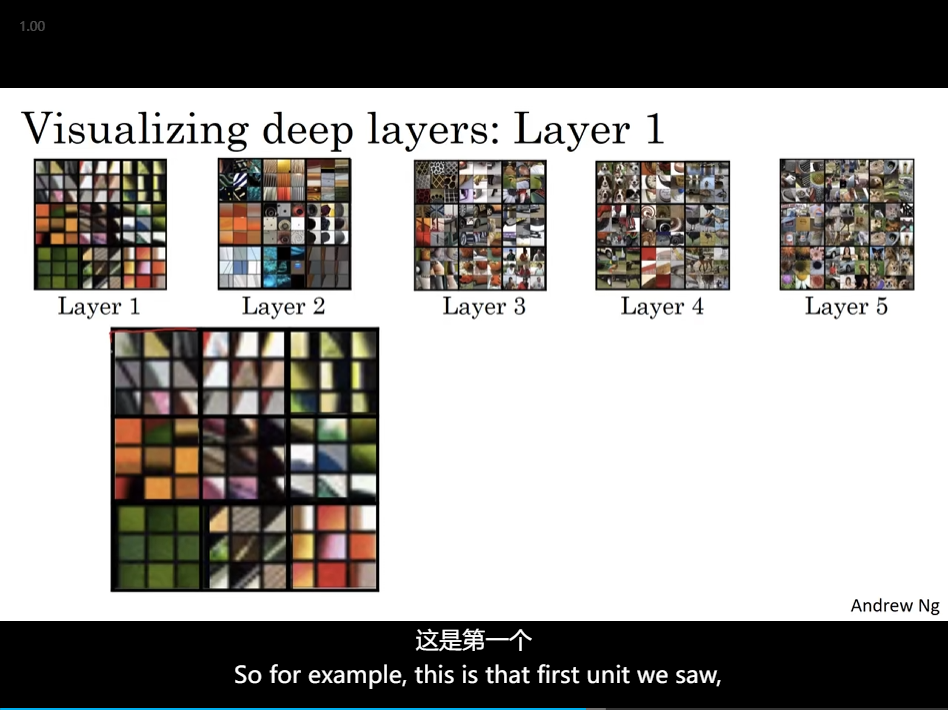 1.00
Visualizing deep layers: Layer 1
Layer 1
Layer 2
Layer 3
Layer 4
Layer 5
Andrew Ng
这是第一个
So for example, this is that first unit we saw,